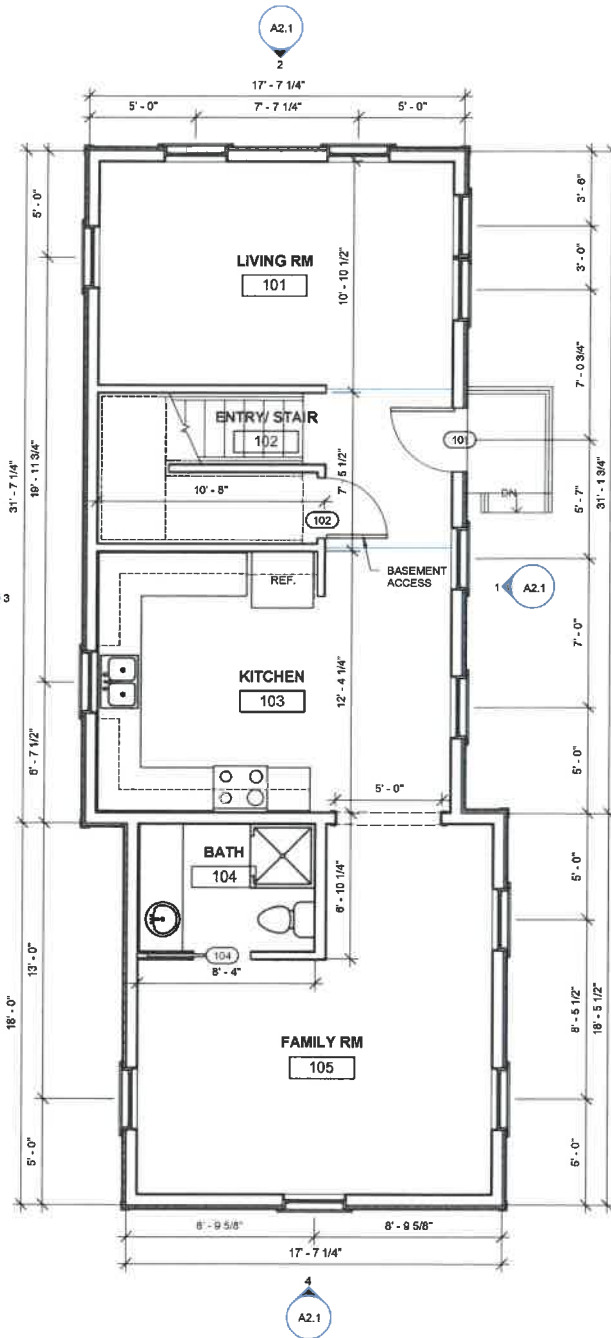 A2.1
2
17' - 7 1/4"
5' - 0"
7' - 7 1/4"
5' - 0"
5' - 0"
3' - 6"
3' - 0"
LIVING RM
101
10' - 10 1/2"
7' - 0 3/4"
ENTRY/ STAIR
102
101
31' - 7 1/4"
19' - 11 3/4"
7' - 5 1/2"
10' - 8"
DN
5' - 7"
31' - 1 3/4"
102
BASEMENT
ACCESS
REF.
3
1
A2.1
KITCHEN
103
12' - 4 1/4"
7' - 0"
6' - 7 1/2"
5' - 0"
5' - 0"
BATH
104
6' - 10 1/4"
5' - 0"
104
8' - 4"
13' - 0"
18' - 0"
8' - 5 1/2"
18' - 5 1/2"
FAMILY RM
105
5' - 0"
8' - 9 5/8"
8' - 9 5/8"
17' - 7 1/4"
4
A2.1